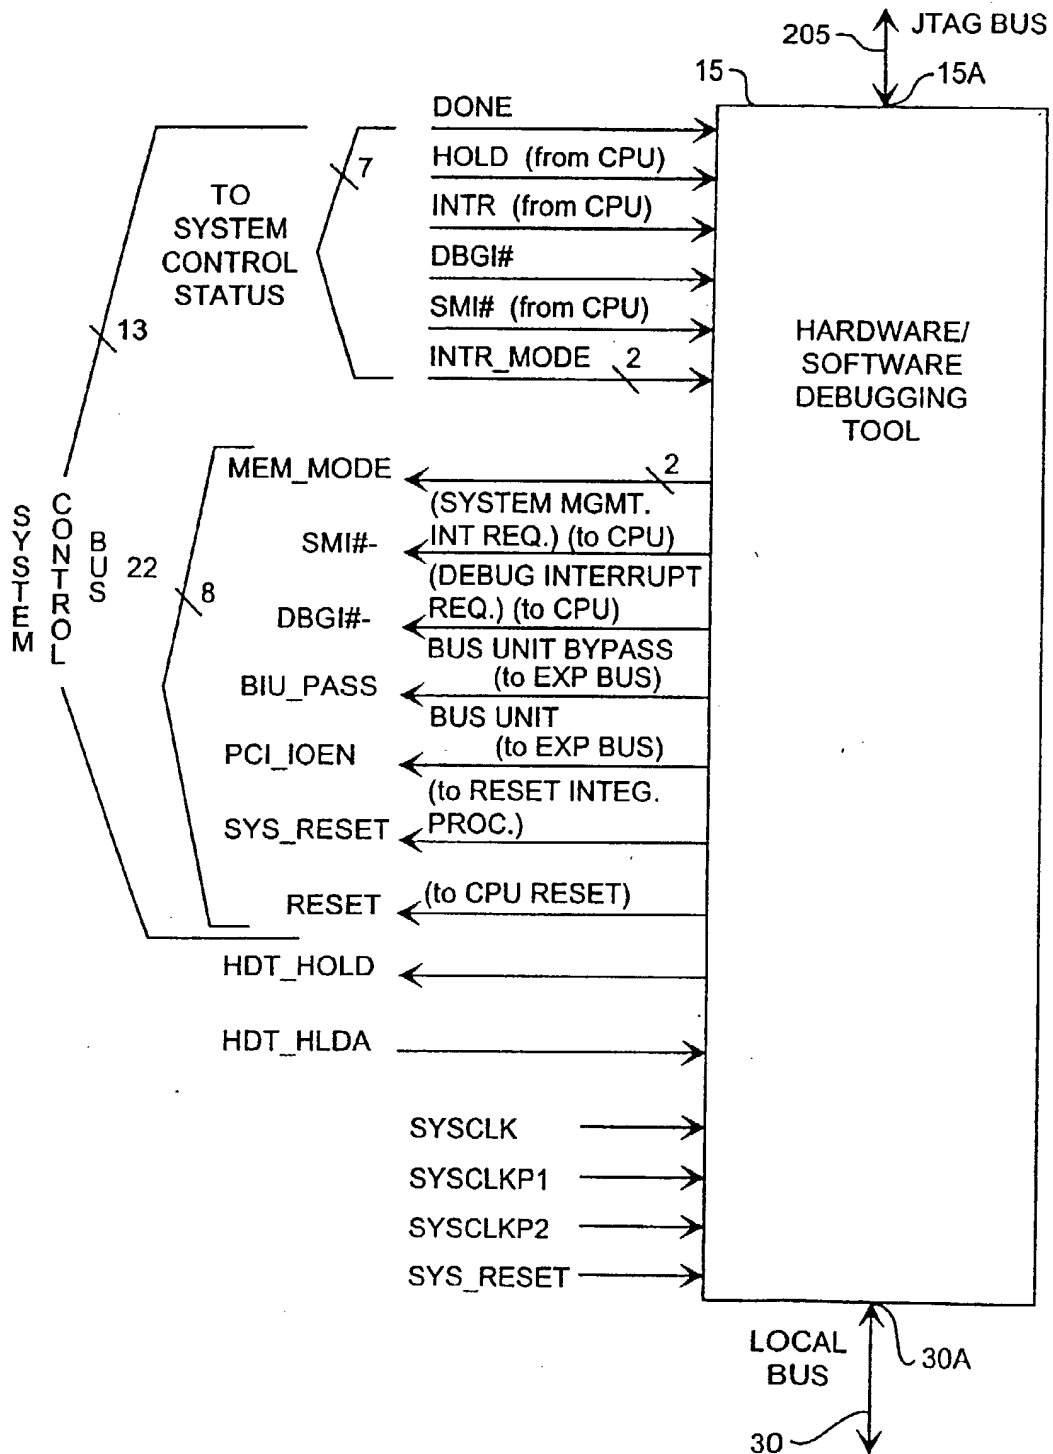 205
JTAG BUS
15
15A
DONE
HOLD (from CPU)
INTR (from CPU)
DBGI#
SMI# (from CPU)
INTR_MODE 2
7
TO
SYSTEM
CONTROL
STATUS
13
HARDWARE/
SOFTWARE
DEBUGGING
TOOL
MEM_MODE 2
(SYSTEM MGMT.
SMI#- INT REQ.) (to CPU)
(DEBUG INTERRUPT
DBGI#- REQ.) (to CPU)
BUS UNIT BYPASS
BIU_PASS (to EXP BUS)
BUS UNIT
PCI_IOEN (to EXP BUS)
(to RESET INTEG.
SYS_RESET PROC.)
RESET (to CPU RESET)
SYSTEM
CONTROL
BUS 22
8
HDT_HOLD
HDT_HLDA
SYSCLK
SYSCLKP1
SYSCLKP2
SYS_RESET
LOCAL
BUS
30A
30